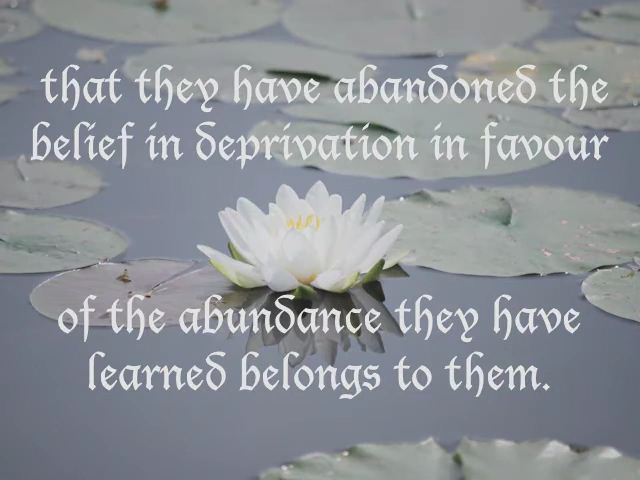 that they have abandoned the
belief in deprivation in favour
of the abundance they have
learned belongs to them.